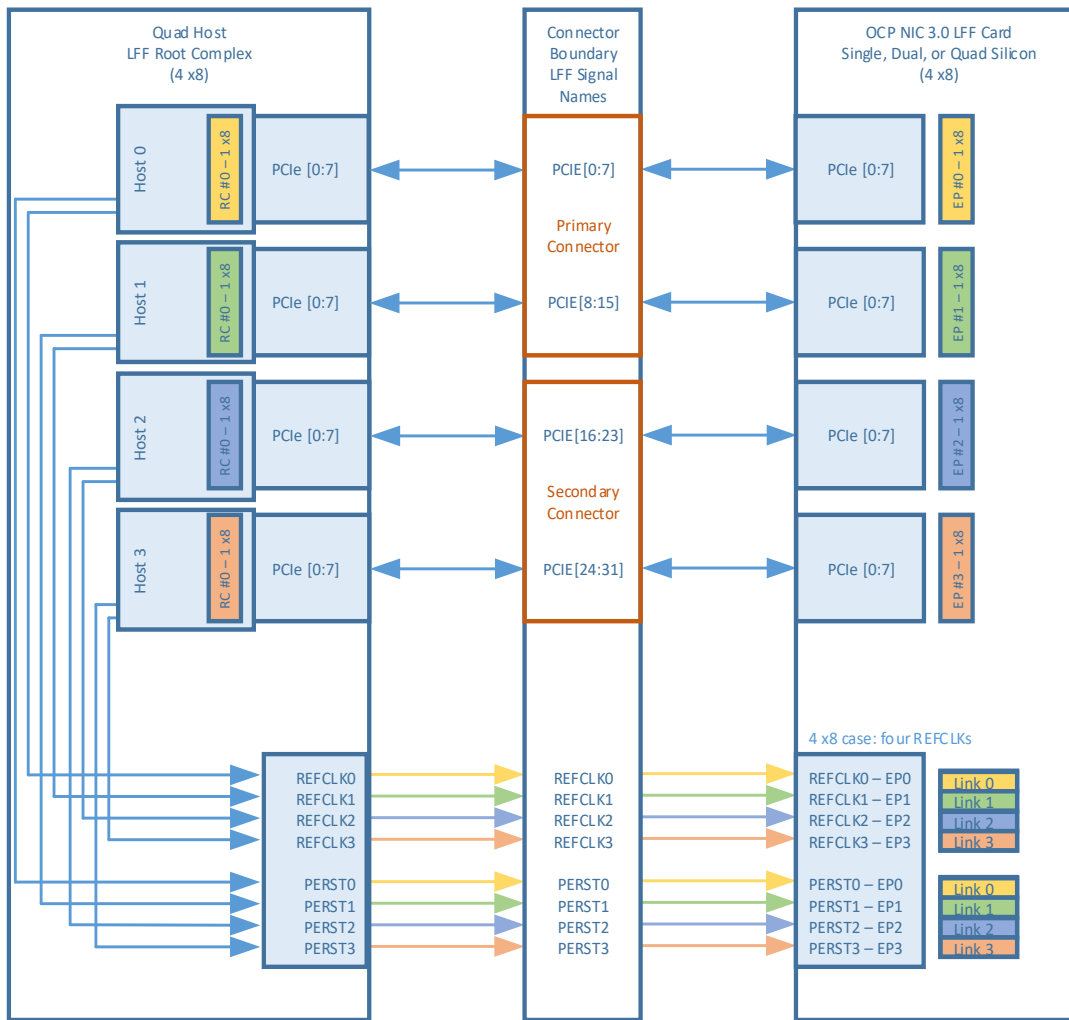 Quad Host
LFF Root Complex
(4 x8)
Host 0
RC #0 – 1 x8
PCIe [0:7]
Host 1
RC #0 – 1 x8
PCIe [0:7]
Host 2
RC #0 – 1 x8
PCIe [0:7]
Host 3
RC #0 – 1 x8
PCIe [0:7]
REFCLK0
REFCLK1
REFCLK2
REFCLK3
PERST0
PERST1
PERST2
PERST3
Connector
Boundary
LFF Signal
Names
PCIE[0:7]
Primary
Connector
PCIE[8:15]
PCIE[16:23]
Secondary
Connector
PCIE[24:31]
REFCLK0
REFCLK1
REFCLK2
REFCLK3
PERST0
PERST1
PERST2
PERST3
OCP NIC 3.0 LFF Card
Single, Dual, or Quad Silicon
(4 x8)
PCIe [0:7]
EP #0 – 1 x8
PCIe [0:7]
EP #1 – 1 x8
PCIe [0:7]
EP #2 – 1 x8
PCIe [0:7]
EP #3 – 1 x8
4 x8 case: four REFCLKs
REFCLK0 – EP0
REFCLK1 – EP1
REFCLK2 – EP2
REFCLK3 – EP3
Link 0
Link 1
Link 2
Link 3
PERST0 – EP0
PERST1 – EP1
PERST2 – EP2
PERST3 – EP3
Link 0
Link 1
Link 2
Link 3